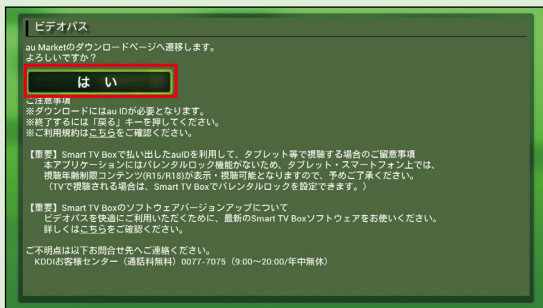 ビデオパス
au Marketのダウンロードページへ遷移します。
よろしいですか？
はい
ご注意事項
※ダウンロードにはau IDが必要となります。
※終了するには「戻る」キーを押してください。
※ご利用規約はこちらをご確認ください。
【重要】Smart TV Boxで払い出したauIDを利用して、タブレット等で視聴する場合のご留意事項
本アプリケーションにはパレンタルロック機能がないため、タブレット・スマートフォン上では、
視聴年齢制限コンテンツ(R15/R18)が表示・視聴可能となりますので、予めご了承ください。
（TVで視聴される場合は、Smart TV Boxでパレンタルロックを設定できます。）
【重要】Smart TV Boxのソフトウェアバージョンアップについて
ビデオパスを快適にご利用いただくために、最新のSmart TV Boxソフトウェアをお使いください。
詳しくはこちらをご確認ください。
ご不明点は以下お問合せ先へご連絡ください。
KDDIお客様センター（通話料無料）0077-7075（9:00～20:00/年中無休）